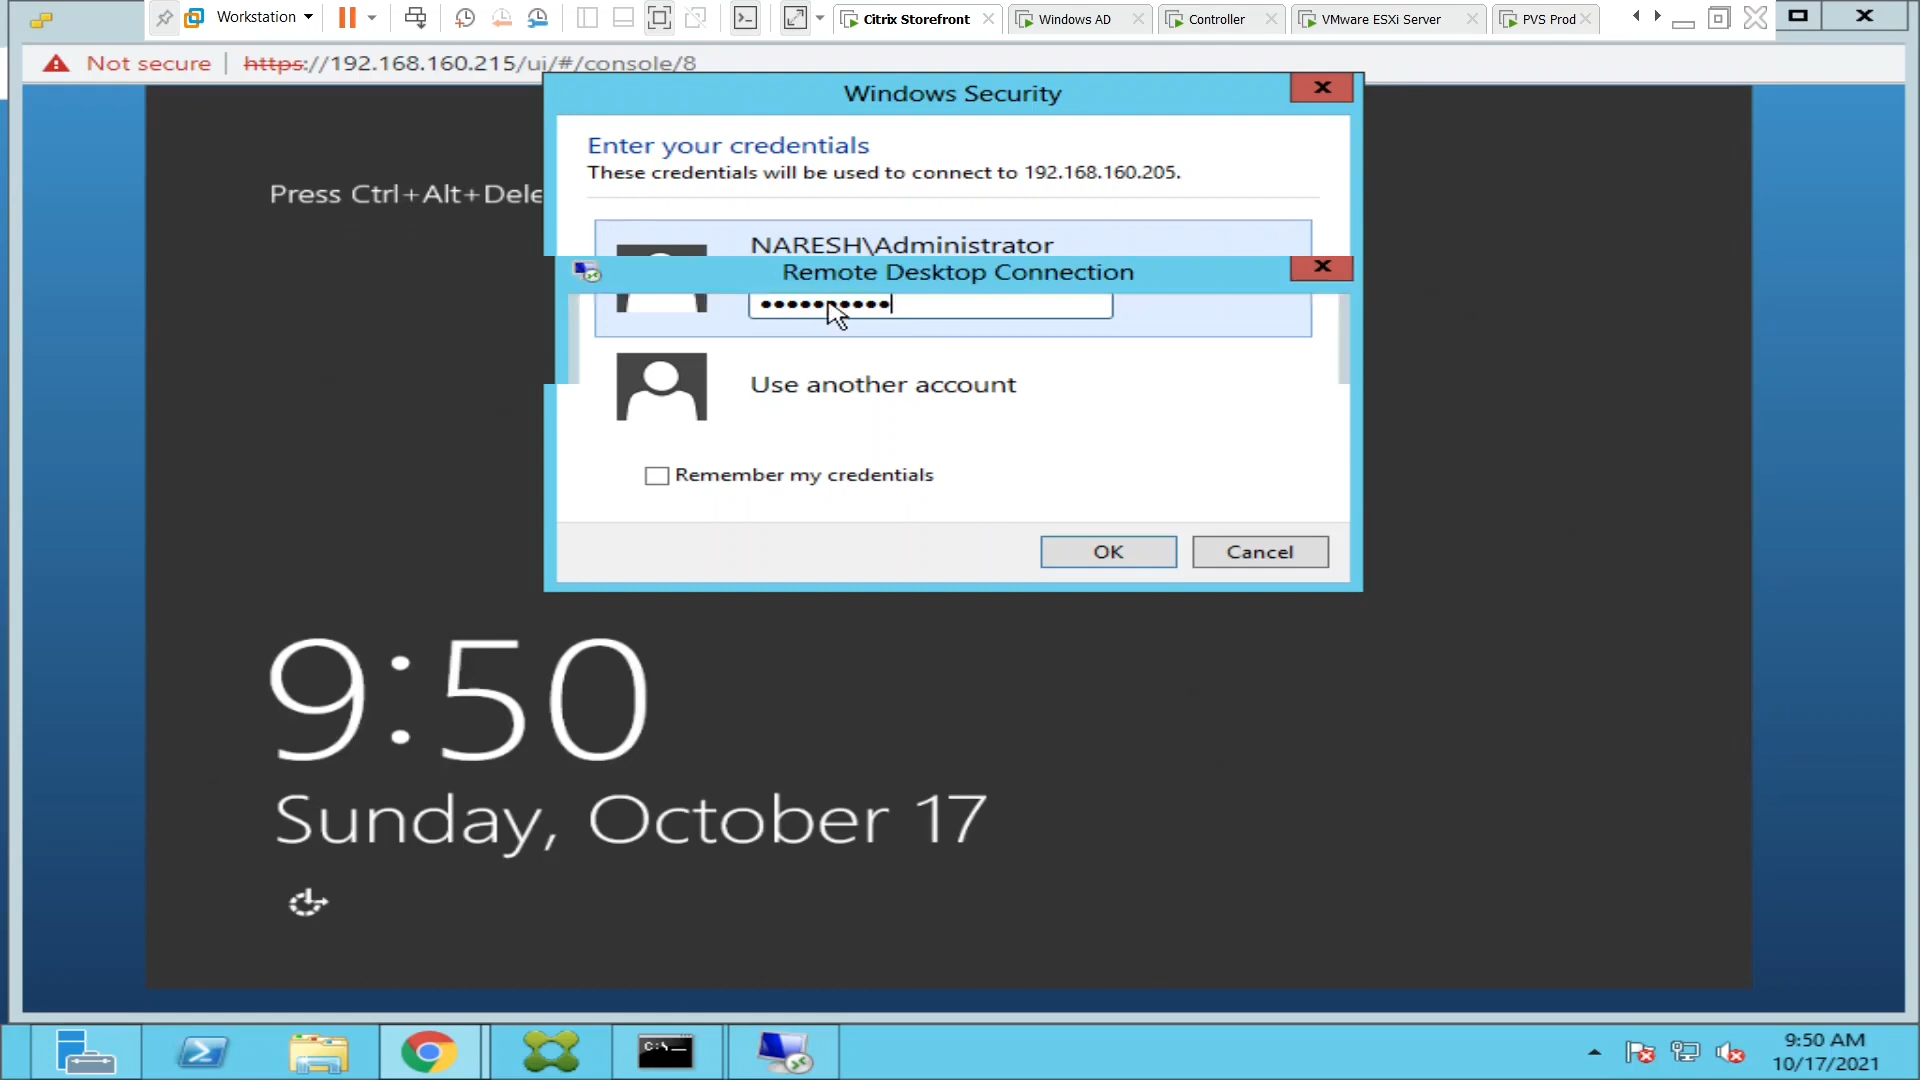 Workstation
Citrix Storefront
Windows AD
Controller
VMware ESXi Server
PVS Prod
Not secure
https://192.168.160.215/ui/#/console/8
Windows Security
Enter your credentials
These credentials will be used to connect to 192.168.160.205.
Press Ctrl+Alt+Dele
NARESH\Administrator
Remote Desktop Connection
••••••••••
Use another account
Remember my credentials
OK
Cancel
9:50
Sunday, October 17
C:\
9:50 AM
10/17/2021